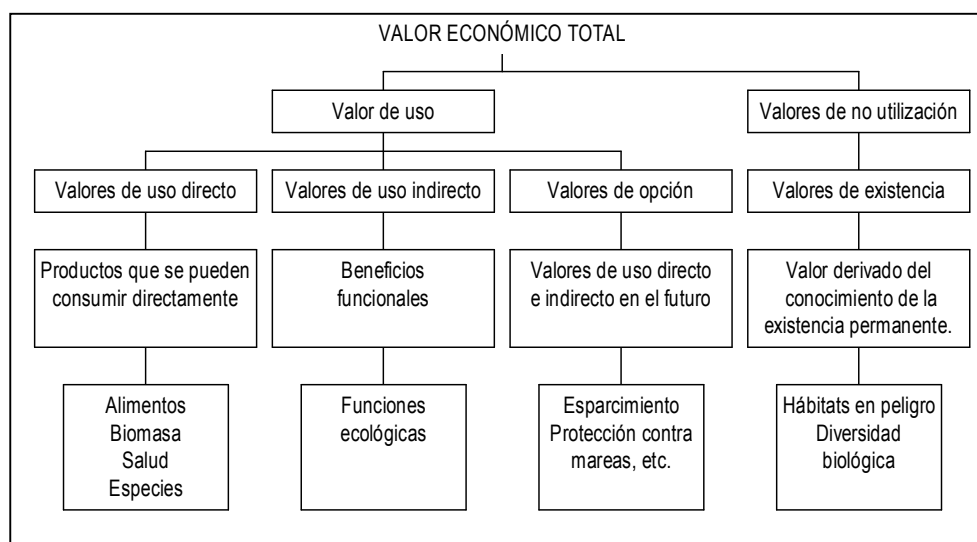 VALOR ECONÓMICO TOTAL
Valor de uso
Valores de no utilización
Valores de uso directo
Valores de uso indirecto
Valores de opción
Valores de existencia
Productos que se pueden
consumir directamente
Beneficios
funcionales
Valores de uso directo
e indirecto en el futuro
Valor derivado del
conocimiento de la
existencia permanente.
Alimentos
Biomasa
Salud
Especies
Funciones
ecológicas
Esparcimiento
Protección contra
mareas, etc.
Hábitats en peligro
Diversidad
biológica